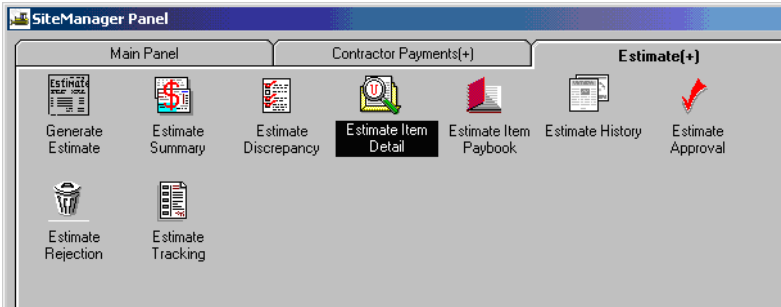 SiteManager Panel
Main Panel
Contractor Payments(+)
Estimate(+)
Estimate
Generate
Estimate
Estimate
Summary
Estimate
Discrepancy
U
Estimate Item
Detail
Estimate Item
Paybook
Estimate History
Estimate
Approval
Estimate
Rejection
Estimate
Tracking